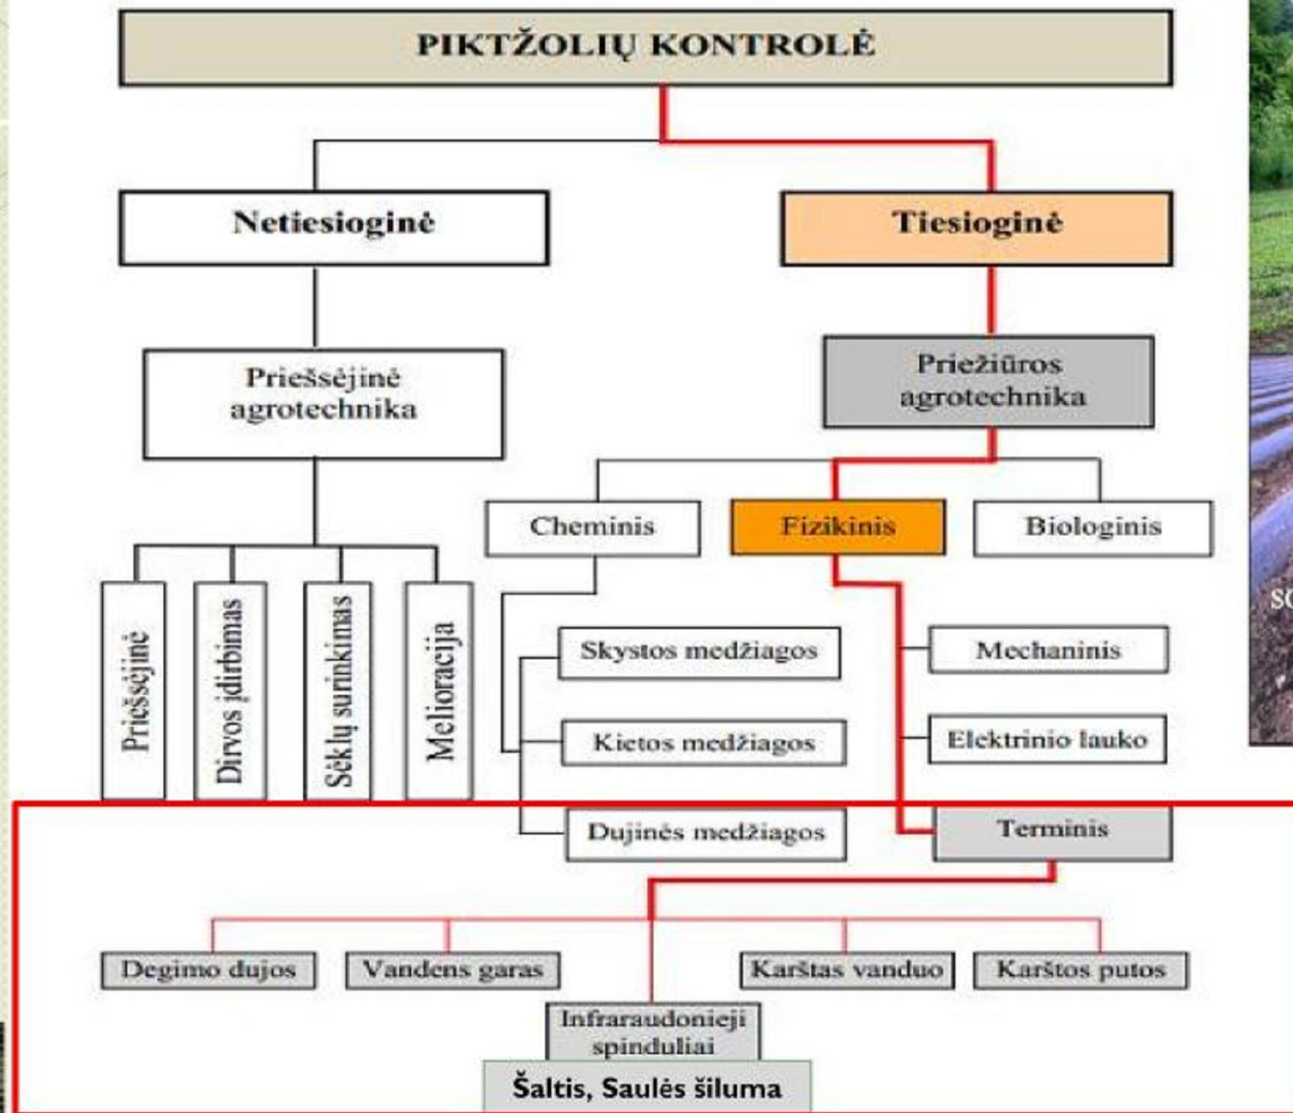 PIKTŽOLIŲ KONTROLĖ
Netiesioginė
Tiesioginė
Priešsėjinė
agrotechnika
Priežiūros
agrotechnika
Cheminis
Fizikinis
Biologinis
Priešsėjinė
Dirvos įdirbimas
Sėklų surinkimas
Melioracija
Skystos medžiagos
Mechaninis
Kietos medžiagos
Elektrinio lauko
Dujinės medžiagos
Terminis
Degimo dujos
Vandens garas
Karštas vanduo
Karštos putos
Infraraudonieji
spinduliai
Šaltis, Saulės šiluma